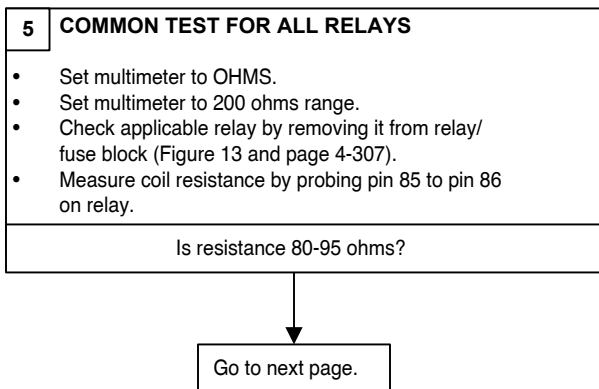 5 COMMON TEST FOR ALL RELAYS
• Set multimeter to OHMS.
• Set multimeter to 200 ohms range.
• Check applicable relay by removing it from relay/
fuse block (Figure 13 and page 4-307).
• Measure coil resistance by probing pin 85 to pin 86
on relay.
Is resistance 80-95 ohms?
Go to next page.